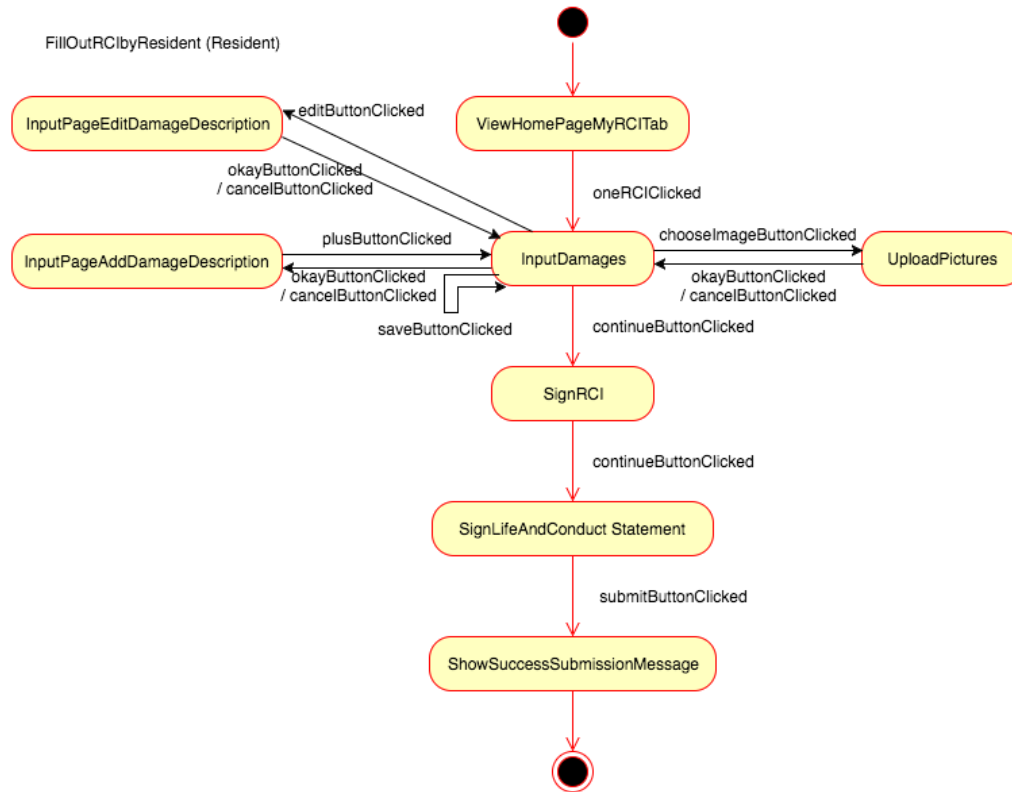 FillOutRCIbyResident (Resident)
ViewHomePageMyRCITab
InputPageEditDamageDescription
editButtonClicked
okayButtonClicked
/ cancelButtonClicked
oneRCIClicked
InputPageAddDamageDescription
plusButtonClicked
okayButtonClicked
/ cancelButtonClicked
InputDamages
chooseImageButtonClicked
okayButtonClicked
/ cancelButtonClicked
UploadPictures
saveButtonClicked
continueButtonClicked
SignRCI
continueButtonClicked
SignLifeAndConduct Statement
submitButtonClicked
ShowSuccessSubmissionMessage